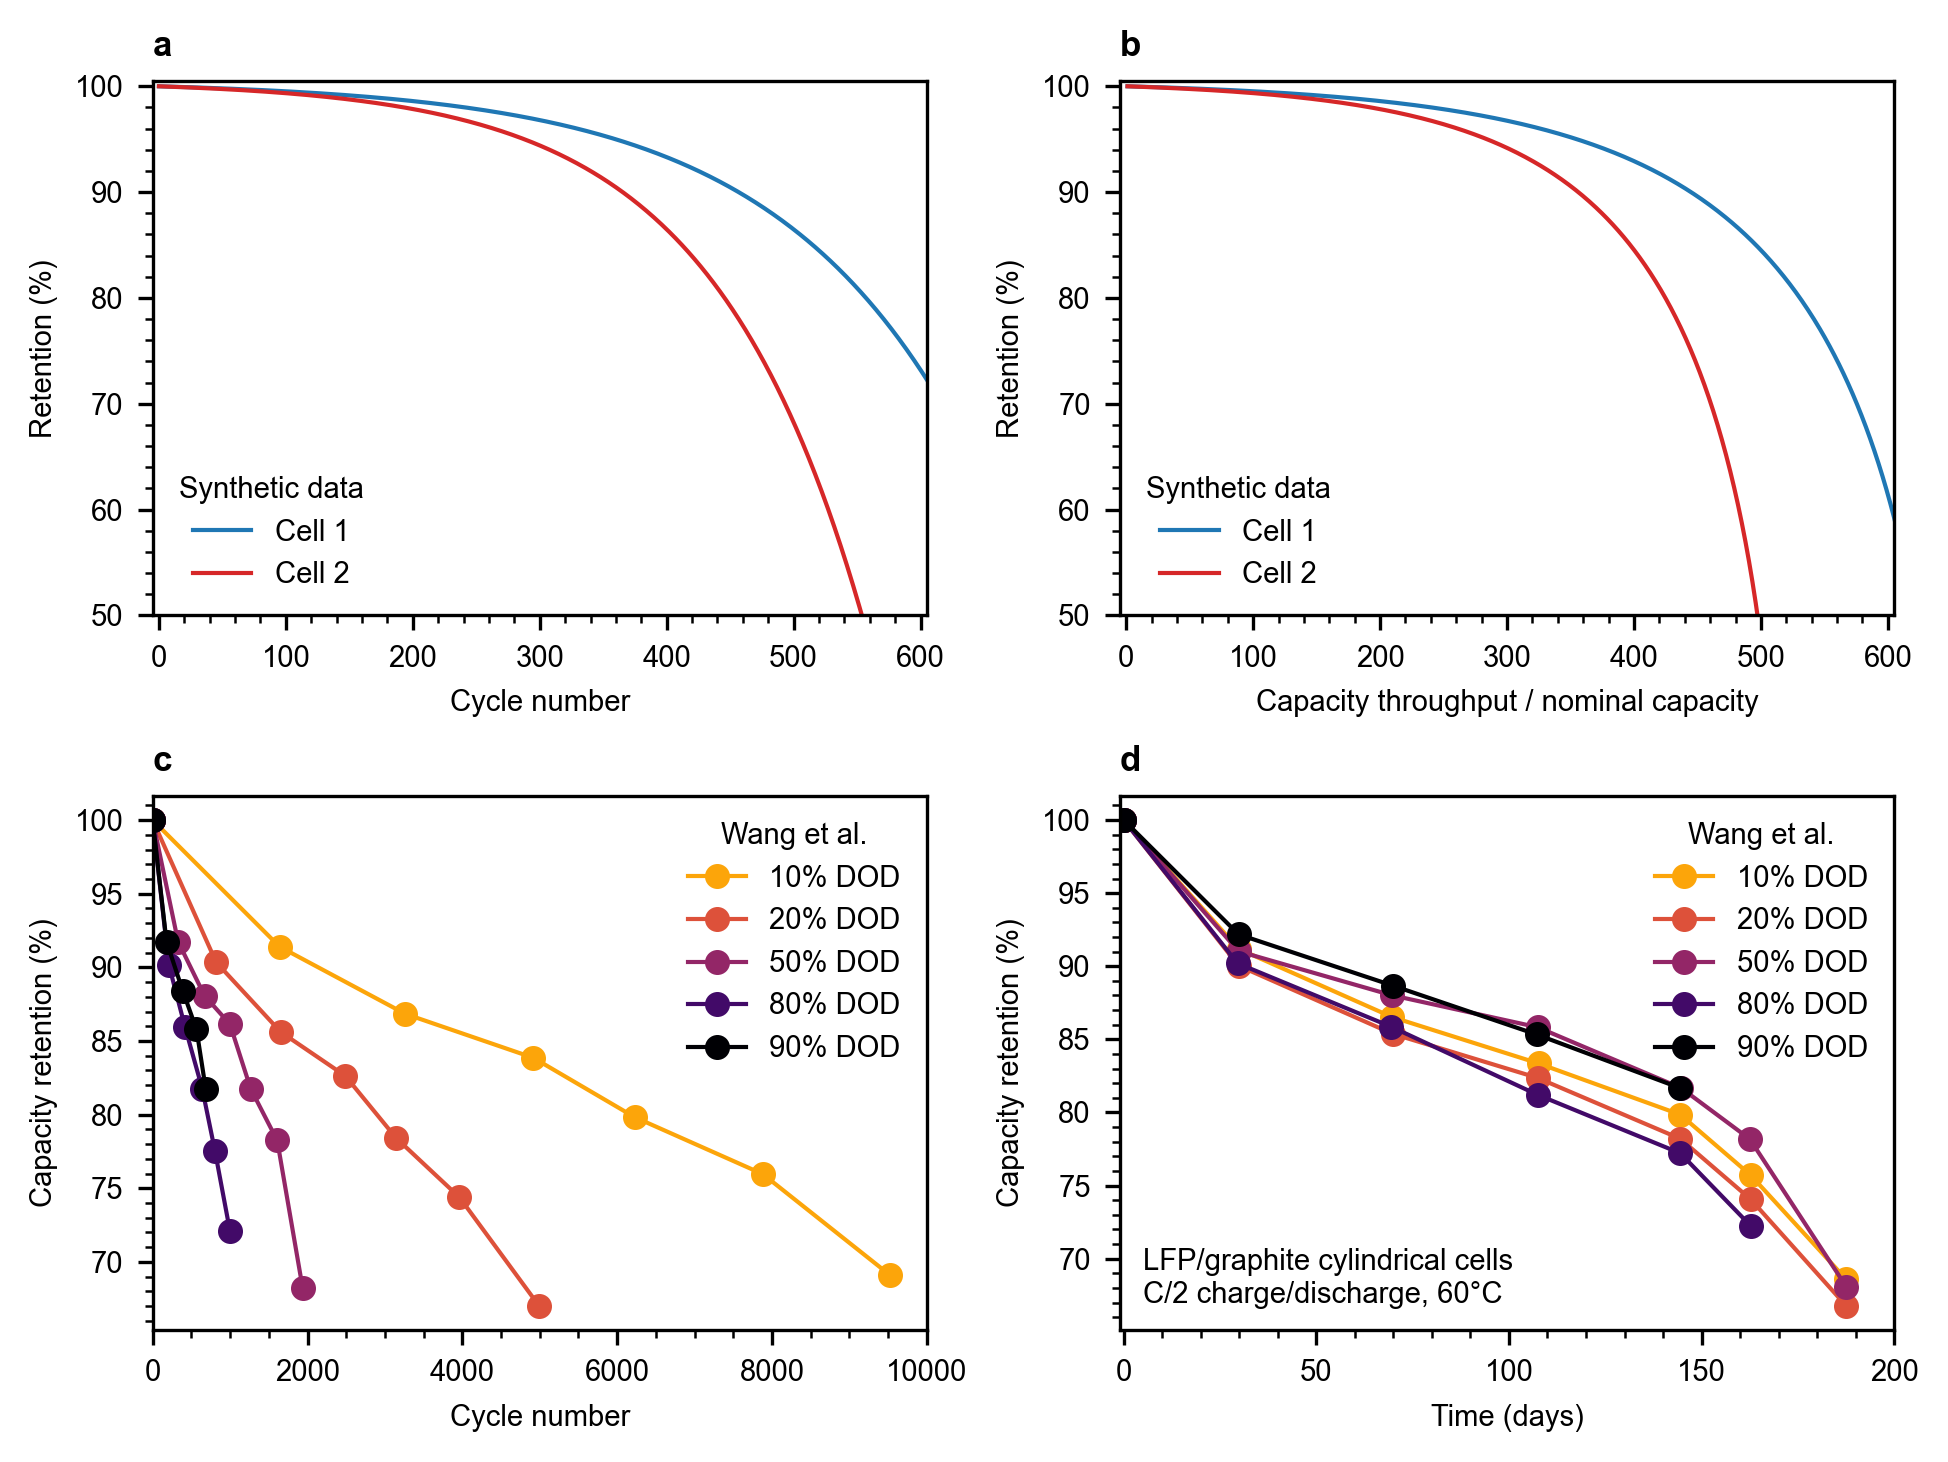 a
100
90
80
70
60
50
Retention (%)
Synthetic data
Cell 1
Cell 2
0 100 200 300 400 500 600
Cycle number
b
100
90
80
70
60
50
Retention (%)
Synthetic data
Cell 1
Cell 2
0 100 200 300 400 500 600
Capacity throughput / nominal capacity
c
100
95
90
85
80
75
70
Capacity retention (%)
Wang et al.
10% DOD
20% DOD
50% DOD
80% DOD
90% DOD
0 2000 4000 6000 8000 10000
Cycle number
d
100
95
90
85
80
75
70
Capacity retention (%)
Wang et al.
10% DOD
20% DOD
50% DOD
80% DOD
90% DOD
LFP/graphite cylindrical cells
C/2 charge/discharge, 60°C
0 50 100 150 200
Time (days)